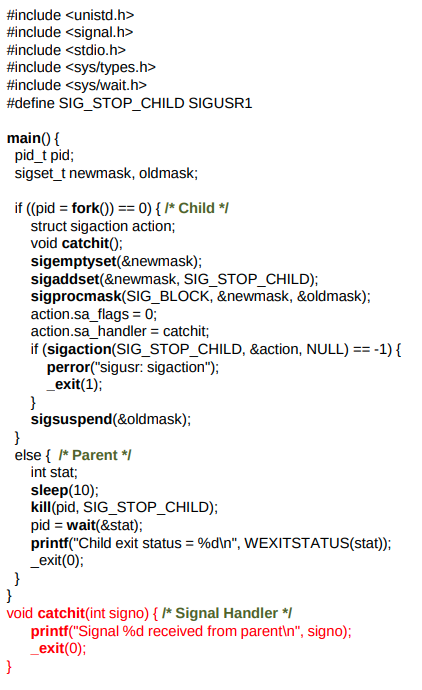 #include <unistd.h>
#include <signal.h>
#include <stdio.h>
#include <sys/types.h>
#include <sys/wait.h>
#define SIG_STOP_CHILD SIGUSR1
main() {
pid_t pid;
sigset_t newmask, oldmask;
if ((pid = fork()) == 0) { /* Child */
struct sigaction action;
void catchit();
sigemptyset(&newmask);
sigaddset(&newmask, SIG_STOP_CHILD);
sigprocmask(SIG_BLOCK, &newmask, &oldmask);
action.sa_flags = 0;
action.sa_handler = catchit;
if (sigaction(SIG_STOP_CHILD, &action, NULL) == -1) {
perror("sigusr: sigaction");
_exit(1);
}
sigsuspend(&oldmask);
}
else { /* Parent */
int stat;
sleep(10);
kill(pid, SIG_STOP_CHILD);
pid = wait(&stat);
printf("Child exit status = %d\n", WEXITSTATUS(stat));
_exit(0);
}
}
void catchit(int signo) { /* Signal Handler */
printf("Signal %d received from parent\n", signo);
_exit(0);
}